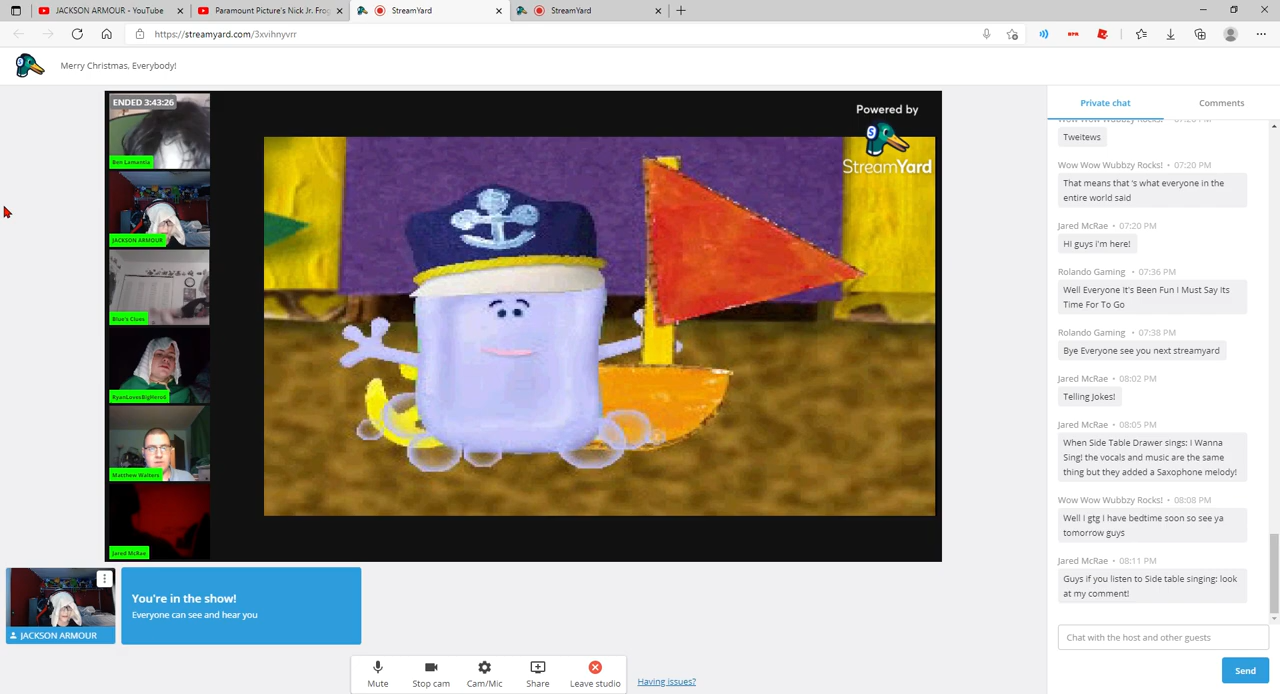 JACKSON ARMOUR - YouTube
Paramount Picture's Nick Jr. Frog
StreamYard
StreamYard
https://streamyard.com/3xvihnyvrr
Merry Christmas, Everybody!
ENDED 3:43:26
Ben Lamantia
JACKSON ARMOUR
Blue's Clues
RyanLovesBigHero6
Matthew Walters
Jared McRae
Powered by
StreamYard
You're in the show!
Everyone can see and hear you
JACKSON ARMOUR
Mute
Stop cam
Cam/Mic
Share
Leave studio
Having issues?
Private chat
Comments
Wow Wow Wubbzy Rocks! • 07:20 PM
Tweitews
Wow Wow Wubbzy Rocks! • 07:20 PM
That means that 's what everyone in the
entire world said
Jared McRae • 07:20 PM
HI guys i'm here!
Rolando Gaming • 07:36 PM
Well Everyone It's Been Fun I Must Say Its
Time For To Go
Rolando Gaming • 07:38 PM
Bye Everyone see you next streamyard
Jared McRae • 08:02 PM
Telling Jokes!
Jared McRae • 08:05 PM
When Side Table Drawer sings: I Wanna
Sing! the vocals and music are the same
thing but they added a Saxophone melody!
Wow Wow Wubbzy Rocks! • 08:08 PM
Well I gtg I have bedtime soon so see ya
tomorrow guys
Jared McRae • 08:11 PM
Guys if you listen to Side table singing: look
at my comment!
Chat with the host and other guests
Send